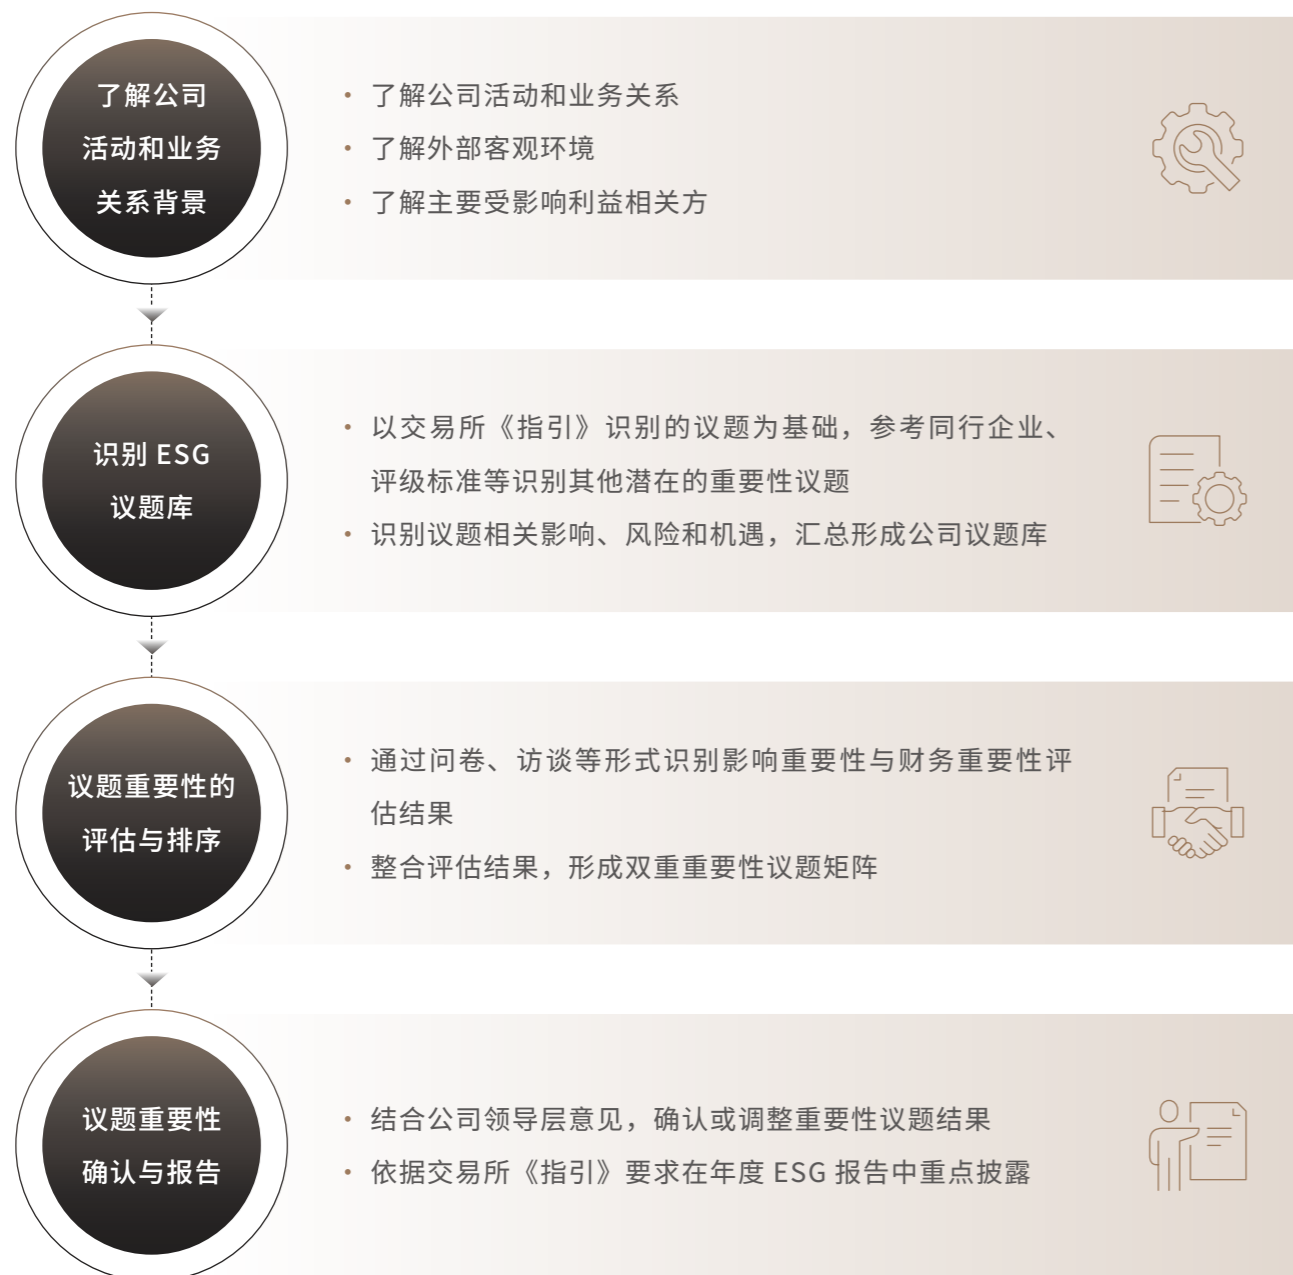 了解公司
活动和业务
关系背景
• 了解公司活动和业务关系
• 了解外部客观环境
• 了解主要受影响利益相关方
识别 ESG
议题库
• 以交易所《指引》识别的议题为基础，参考同行企业、
评级标准等识别其他潜在的重要性议题
• 识别议题相关影响、风险和机遇，汇总形成公司议题库
议题重要性的
评估与排序
• 通过问卷、访谈等形式识别影响重要性与财务重要性评
估结果
• 整合评估结果，形成双重重要性议题矩阵
议题重要性
确认与报告
• 结合公司领导层意见，确认或调整重要性议题结果
• 依据交易所《指引》要求在年度 ESG 报告中重点披露